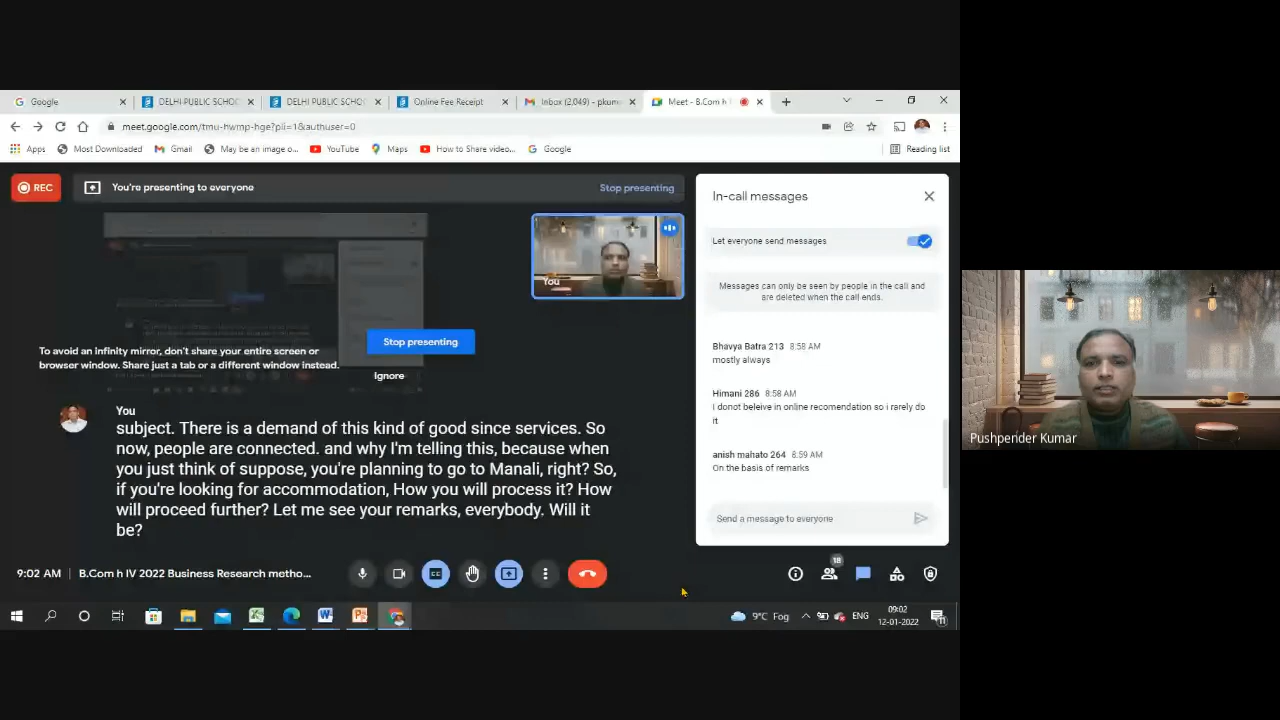 Google
DELHI PUBLIC SCHO
DELHI PUBLIC SCHO
Online Fee Receipt
Inbox (2,049) - pkum
Meet - B.Com h I
meet.google.com/tmu-hwmp-hge?pli=1&authuser=0
Apps
Most Downloaded
Gmail
May be an image o...
YouTube
Maps
How to Share video...
Google
Reading list
REC
You're presenting to everyone
Stop presenting
You
Stop presenting
To avoid an infinity mirror, don't share your entire screen or
browser window. Share just a tab or a different window instead.
Ignore
You
subject. There is a demand of this kind of good since services. So
now, people are connected. and why I'm telling this, because when
you just think of suppose, you're planning to go to Manali, right? So,
if you're looking for accommodation, How you will process it? How
will proceed further? Let me see your remarks, everybody. Will it
be?
In-call messages
Let everyone send messages
Messages can only be seen by people in the call and
are deleted when the call ends.
Bhavya Batra 213 8:58 AM
mostly always
Himani 286 8:58 AM
I donot beleive in online recomendation so i rarely do
it
anish mahato 264 8:59 AM
On the basis of remarks
Send a message to everyone
9:02 AM | B.Com h IV 2022 Business Research metho...
CC
18
9°C Fog
ENG
09:02
12-01-2022
11
Pushpender Kumar